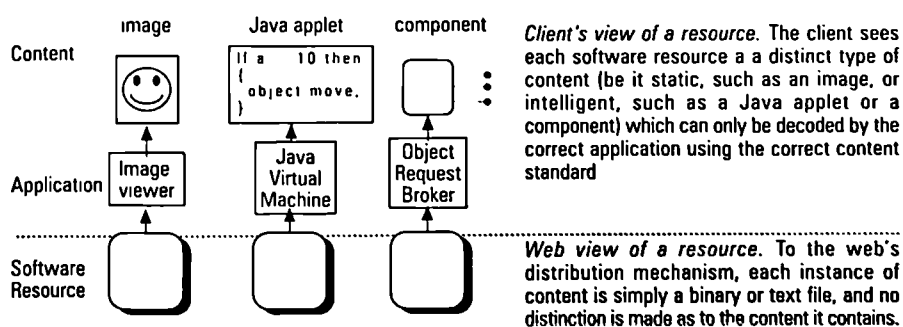 image
Java applet
component
Content
If a 10 then
{
object move.
}
Application
Image
viewer
Java
Virtual
Machine
Object
Request
Broker
Software
Resource
Client's view of a resource. The client sees
each software resource a a distinct type of
content (be it static, such as an image, or
intelligent, such as a Java applet or a
component) which can only be decoded by the
correct application using the correct content
standard
Web view of a resource. To the web's
distribution mechanism, each instance of
content is simply a binary or text file, and no
distinction is made as to the content it contains.